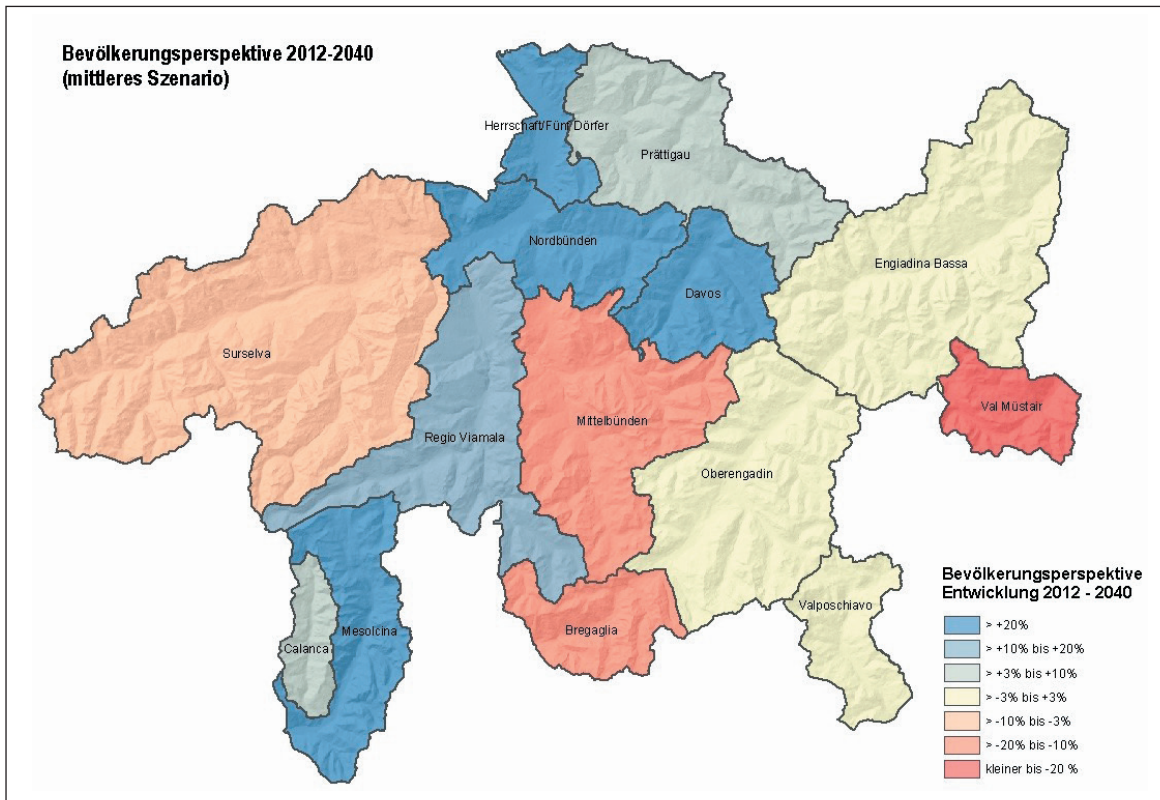 Bevölkerungsperspektive 2012-2040
(mittleres Szenario)
Herrschaft/Fünf Dörfer
Prättigau
Nordbünden
Engiadina Bassa
Davos
Surselva
Val Müstair
Mittelbünden
Regio Viamala
Oberengadin
Valposchiavo
Bregaglia
Mesolcina
Calanca
Bevölkerungsperspektive
Entwicklung 2012 - 2040
> +20%
> +10% bis +20%
> +3% bis +10%
> -3% bis +3%
> -10% bis -3%
> -20% bis -10%
kleiner bis -20 %